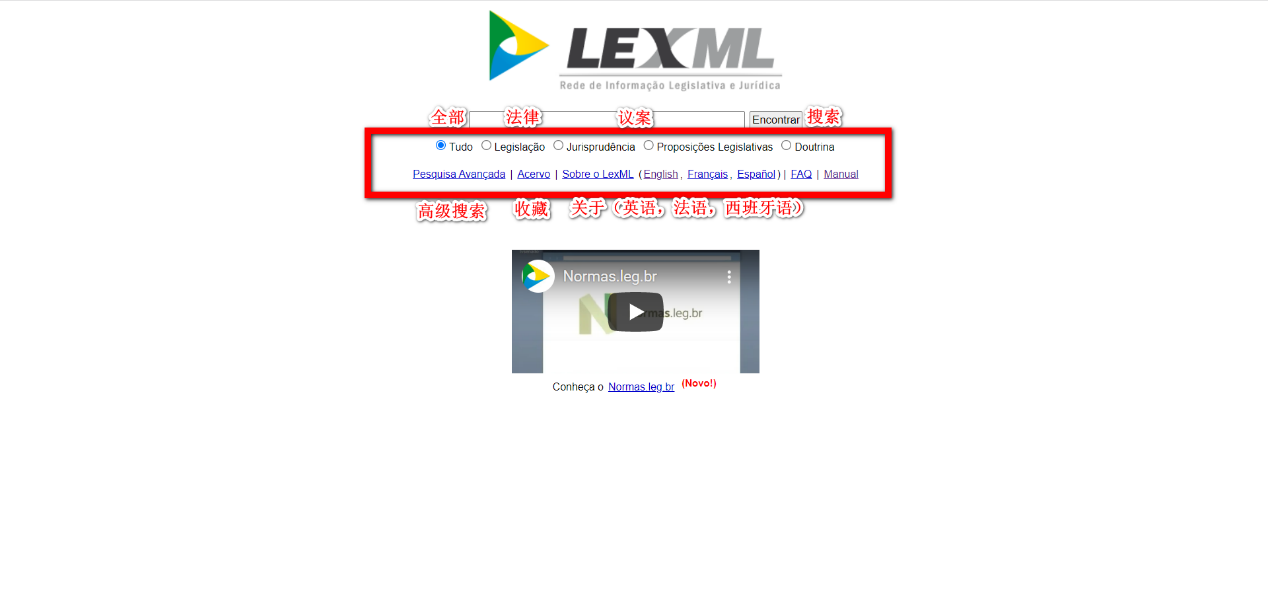 LEXML
Rede de Informação Legislativa e Jurídica
全部 法律 议案 Encontrar 搜索
Tudo Legislação Jurisprudência Proposições Legislativas Doutrina
Pesquisa Avançada | Acervo | Sobre o LexML (English, Français, Español) | FAQ | Manual
高级搜索 收藏 关于（英语，法语，西班牙语）
Normas.leg.br
N rmas.leg.br
Conheça o Normas.leg.br (Novo!)